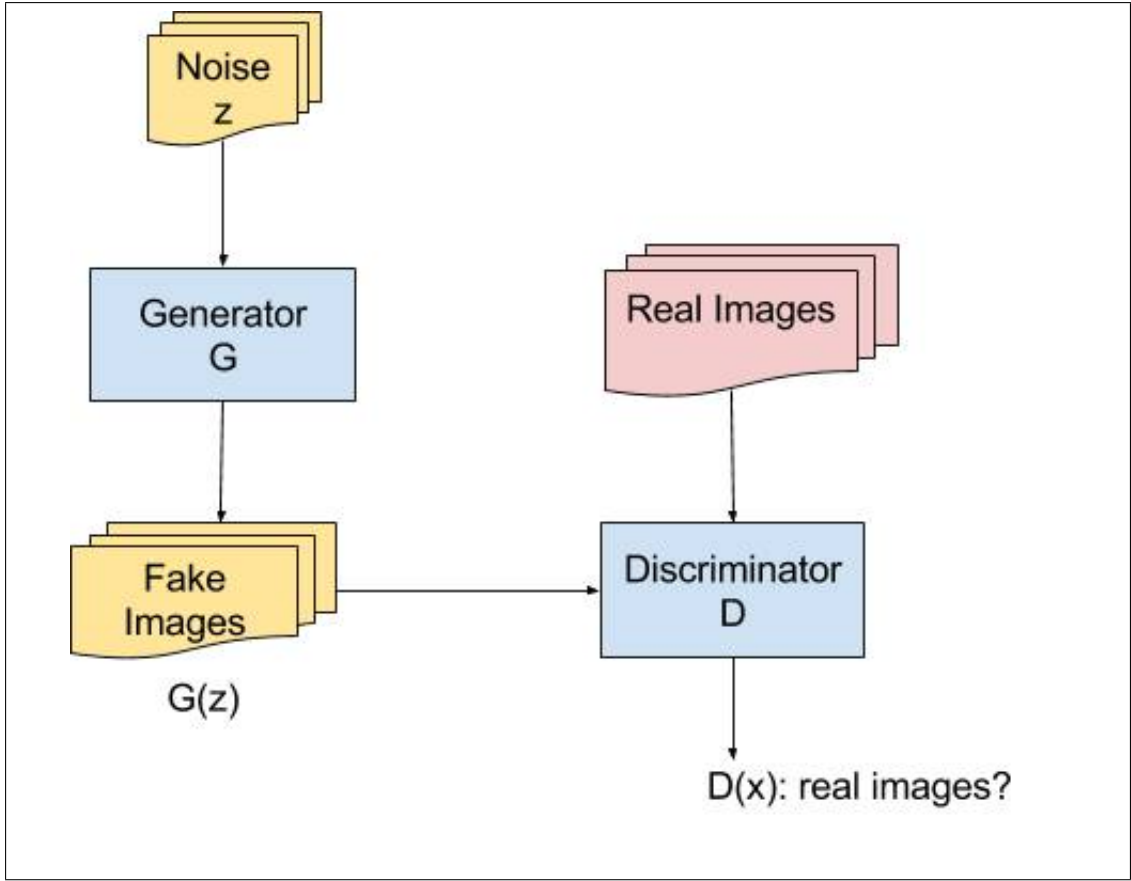 Noise
z
Generator
G
Real Images
Fake
Images
G(z)
Discriminator
D
D(x): real images?